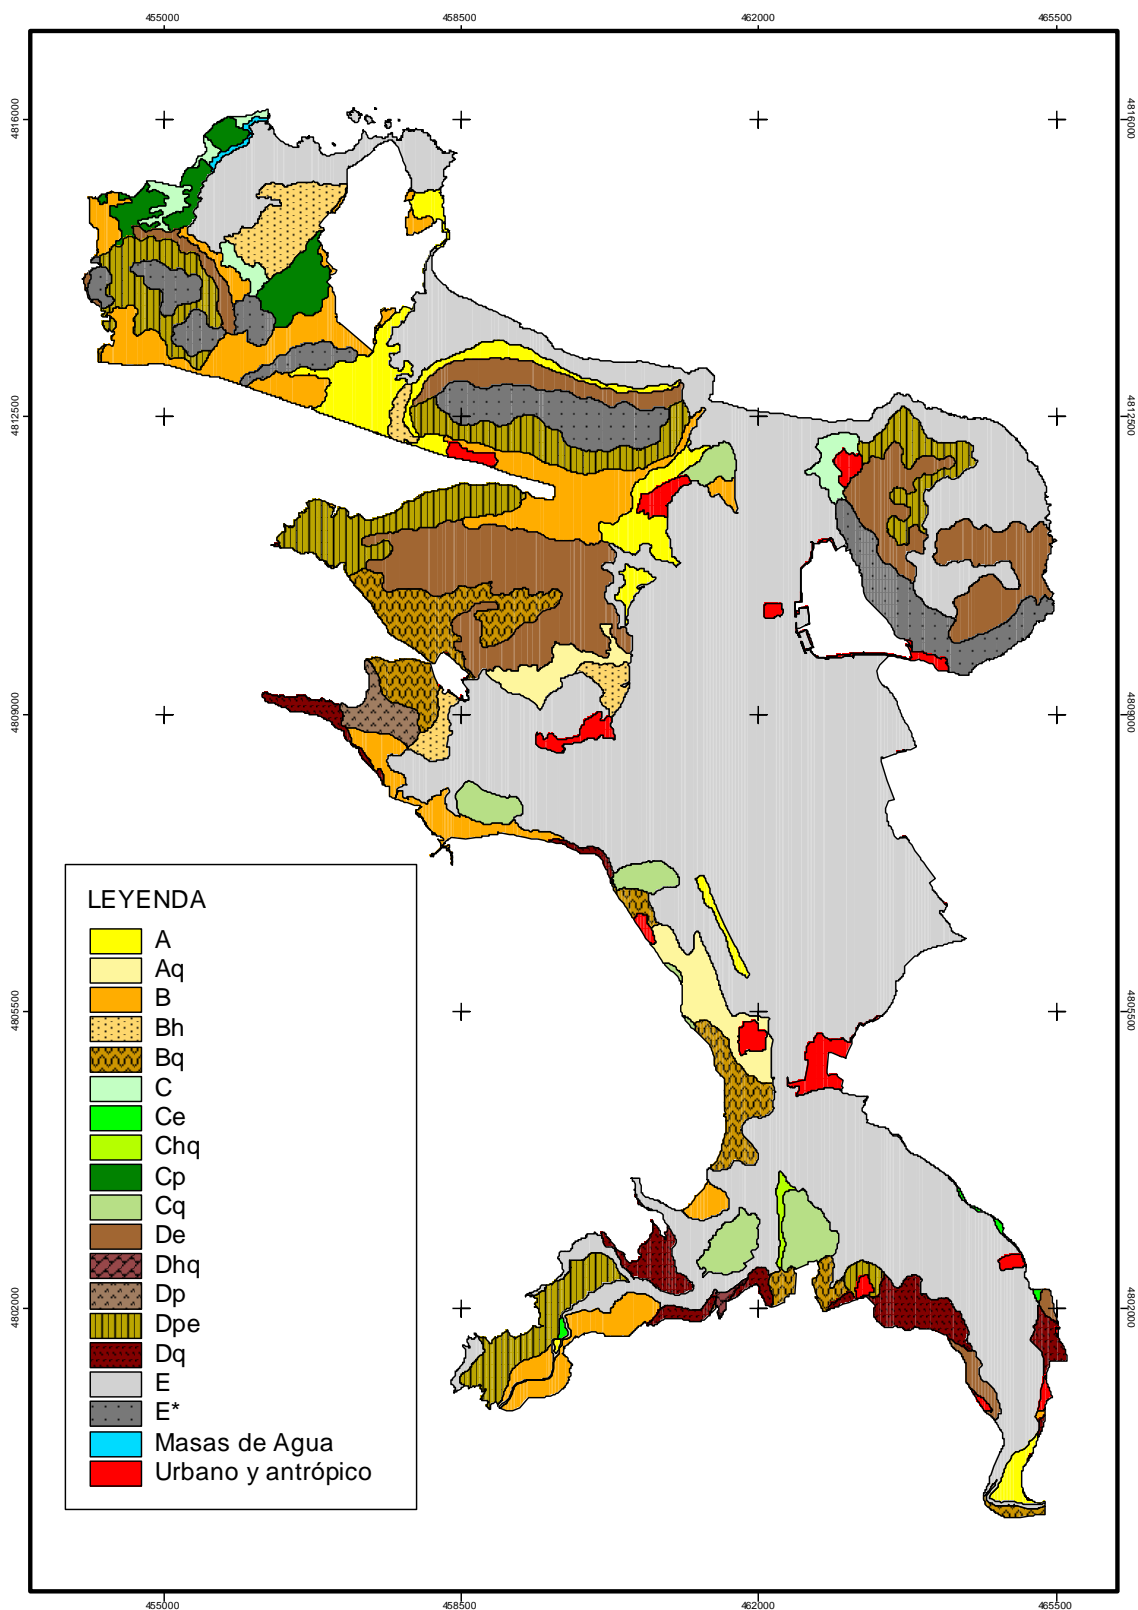 455000 458500 462000 465500
4816000 4816000
4812500 4812500
4809000 4809000
LEYENDA
A
Aq
B
Bh
Bq
C
Ce
Chq
Cp
Cq
De
Dhq
Dp
Dpe
Dq
E
E*
Masas de Agua
Urbano y antrópico
4805500 4805500
4802000 4802000
455000 458500 462000 465500